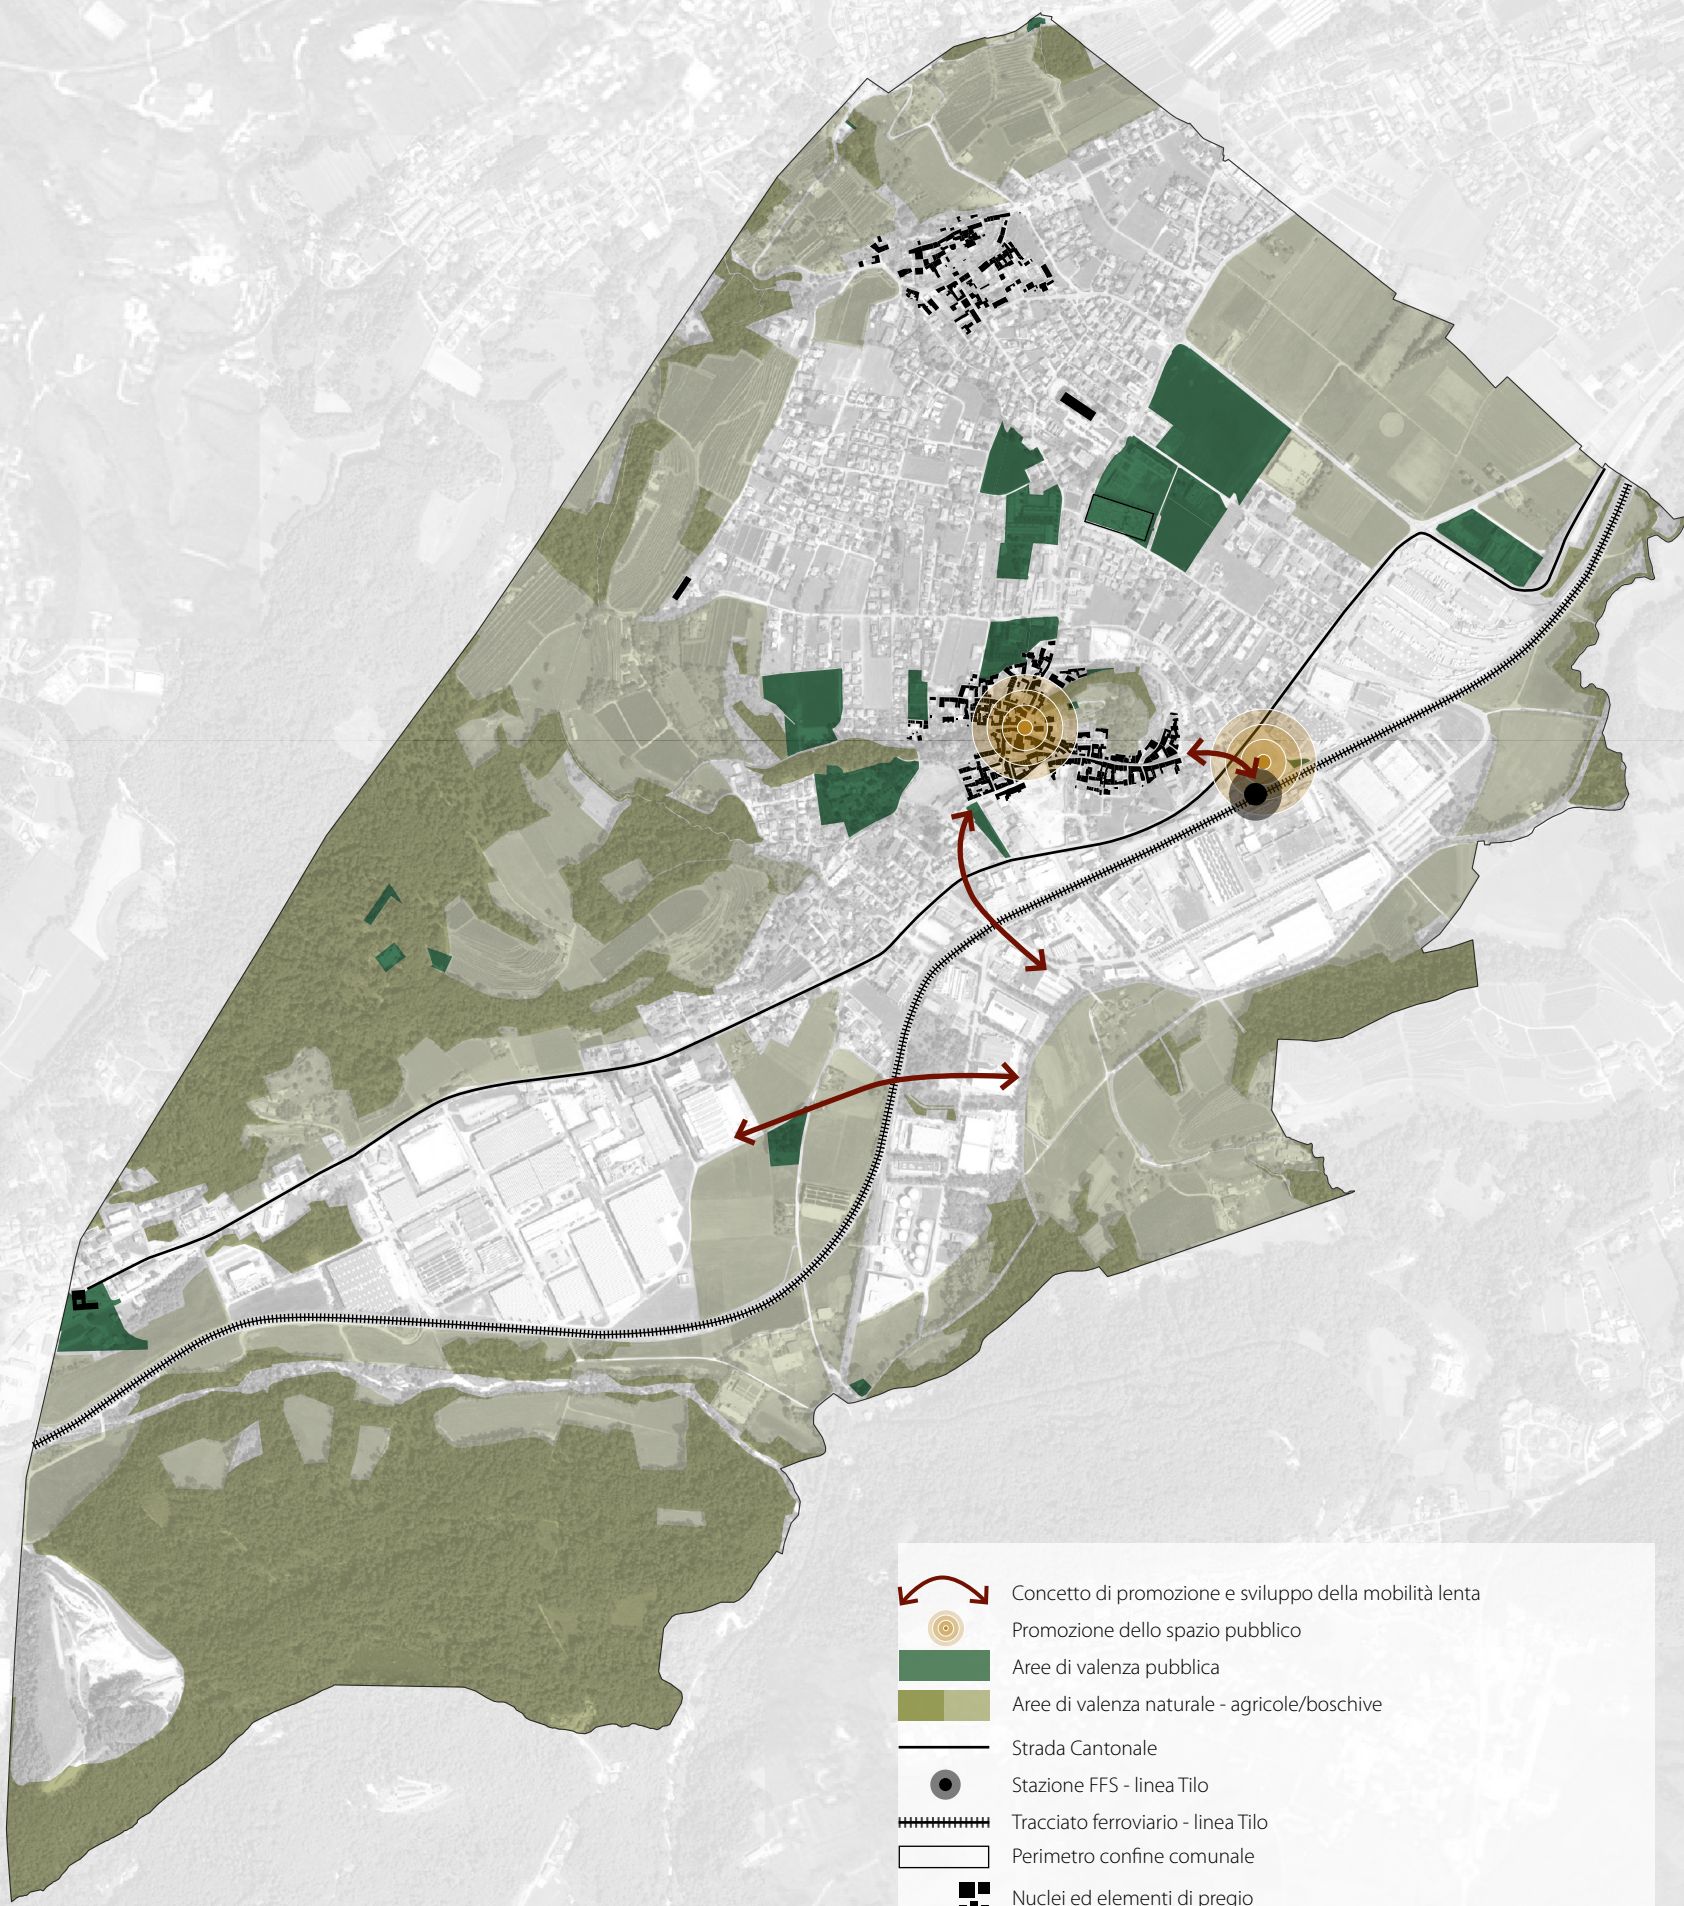 Concetto di promozione e sviluppo della mobilità lenta
Promozione dello spazio pubblico
Aree di valenza pubblica
Aree di valenza naturale - agricole/boschive
Strada Cantonale
Stazione FFS - linea Tilo
Tracciato ferroviario - linea Tilo
Perimetro confine comunale
Nuclei ed elementi di pregio